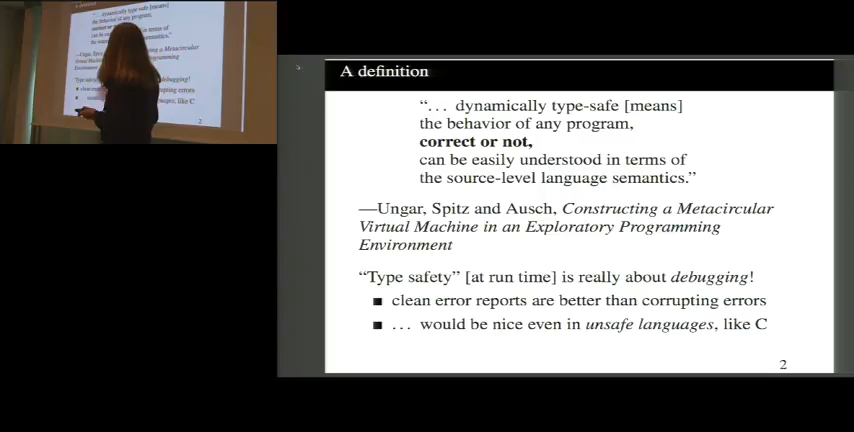 A definition
“… dynamically type-safe [means]
the behavior of any program,
correct or not,
can be easily understood in terms of
the source-level language semantics.”
—Ungar, Spitz and Ausch, Constructing a Metacircular
Virtual Machine in an Exploratory Programming
Environment
“Type safety” [at run time] is really about debugging!
■ clean error reports are better than corrupting errors
■ … would be nice even in unsafe languages, like C
2